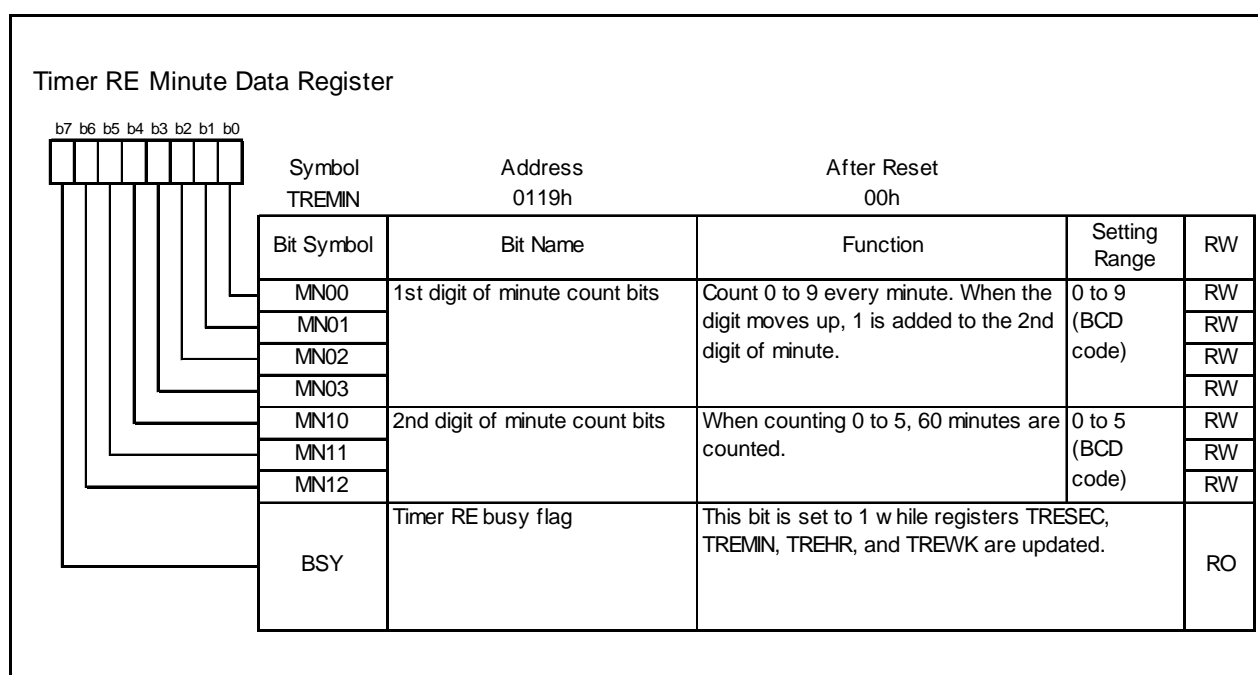 Timer RE Minute Data Register
b7 b6 b5 b4 b3 b2 b1 b0
Symbol Address After Reset
TREMIN 0119h 00h
Bit Symbol Bit Name Function Setting Range RW
MN00 1st digit of minute count bits Count 0 to 9 every minute. When the 0 to 9 RW
MN01 digit moves up, 1 is added to the 2nd (BCD RW
MN02 digit of minute. code) RW
MN03 RW
MN10 2nd digit of minute count bits When counting 0 to 5, 60 minutes are 0 to 5 RW
MN11 counted. (BCD RW
MN12 code) RW
Timer RE busy flag This bit is set to 1 while registers TRESEC,
TREMIN, TREHR, and TREWK are updated.
BSY RO